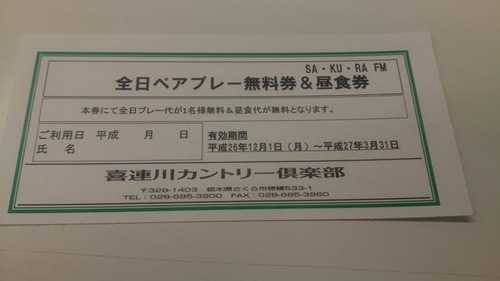 SA・KU・RA FM
全日ペアプレー無料券＆昼食券
本券にて全日プレー代が1名様無料＆昼食代が無料となります。
ご利用日 平成 月 日
氏 名
有効期間
平成26年12月1日（月）～平成27年3月31日
喜連川カントリー倶楽部
〒329-1403 栃木県さくら市穂積533-1
TEL：028-685-3900 FAX：028-685-3960